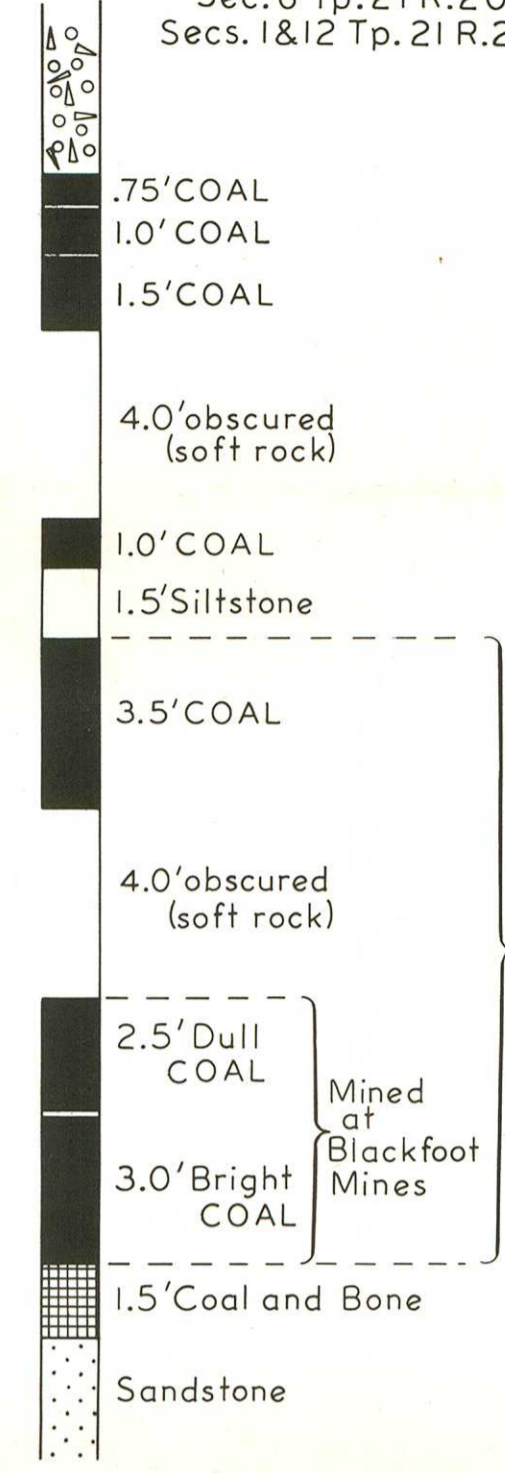 Secs. 1&12 Tp. 21 R.2
.75' COAL
1.0' COAL
1.5' COAL
4.0' obscured
(soft rock)
1.0' COAL
1.5' Siltstone
3.5' COAL
4.0' obscured
(soft rock)
2.5' Dull
COAL
Mined
at
Blackfoot
Mines
3.0' Bright
COAL
1.5' Coal and Bone
Sandstone